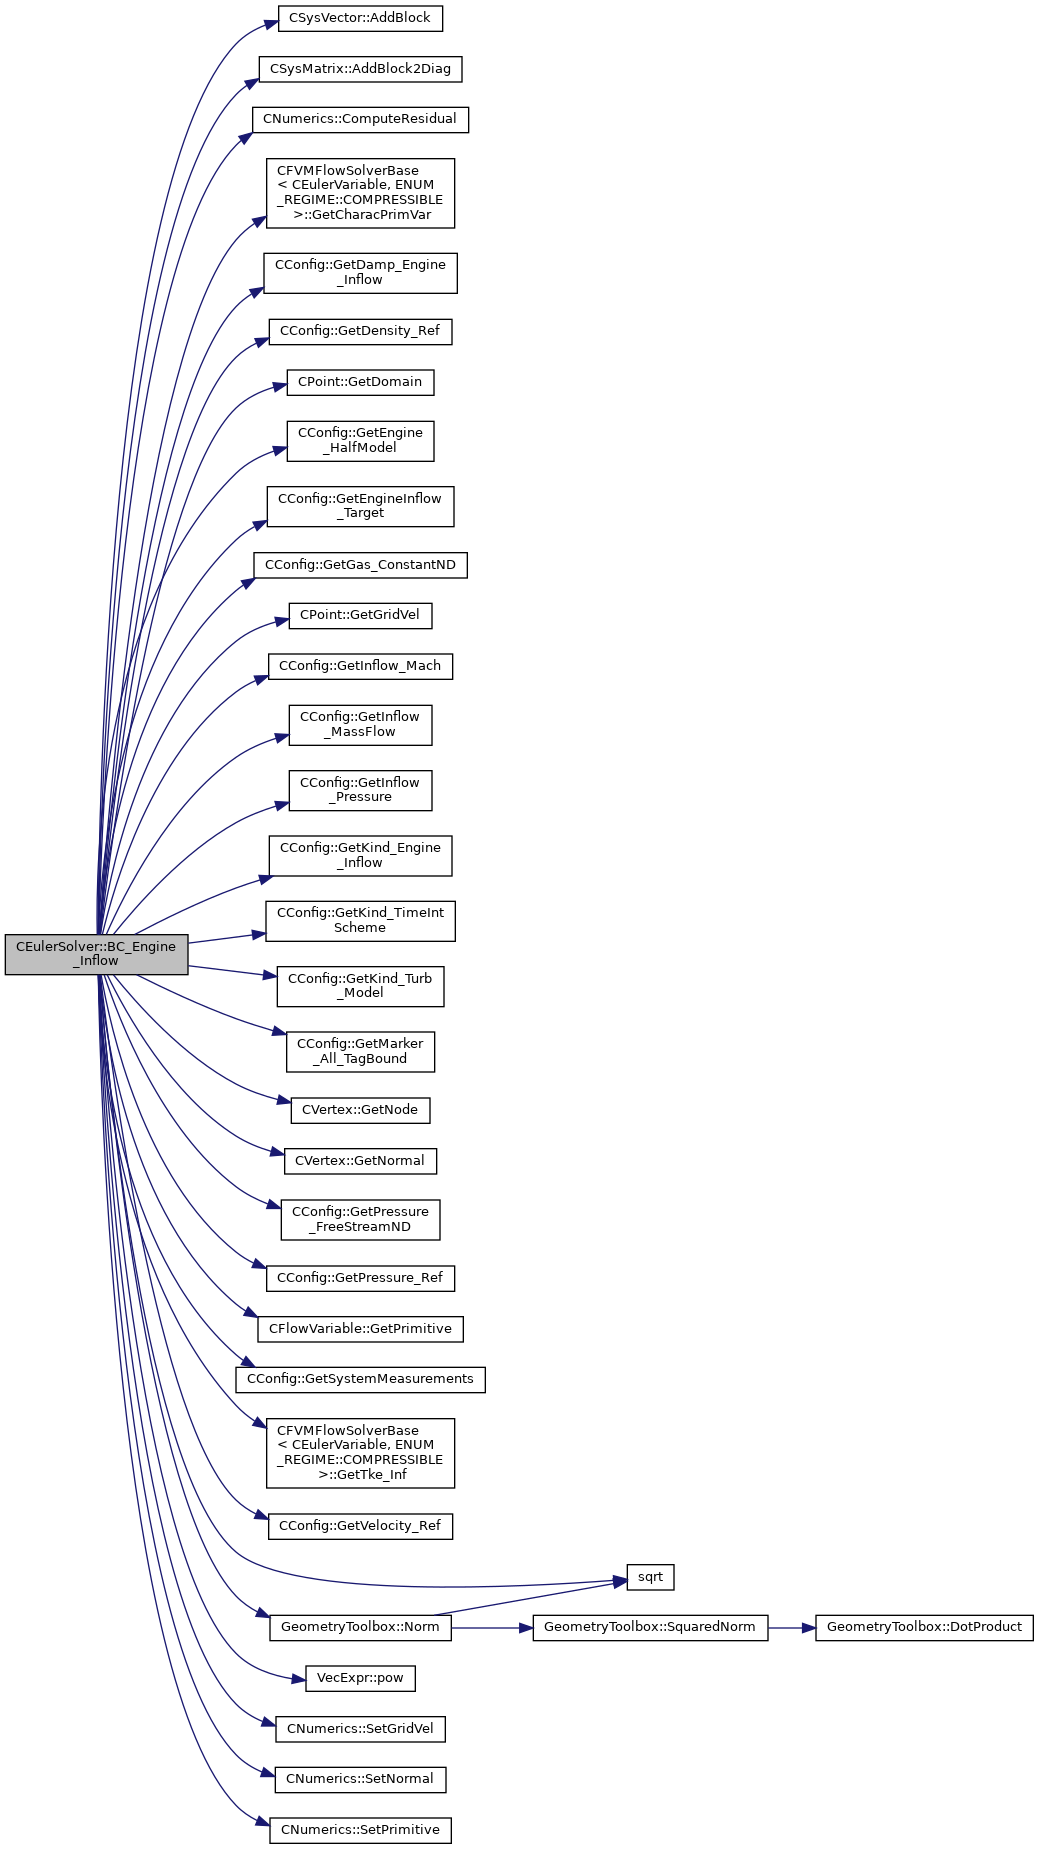 CSysVector::AddBlock
CSysMatrix::AddBlock2Diag
CNumerics::ComputeResidual
CFVMFlowSolverBase
< CEulerVariable, ENUM
_REGIME::COMPRESSIBLE
>::GetCharacPrimVar
CConfig::GetDamp_Engine
_Inflow
CConfig::GetDensity_Ref
CPoint::GetDomain
CConfig::GetEngine
_HalfModel
CConfig::GetEngineInflow
_Target
CConfig::GetGas_ConstantND
CPoint::GetGridVel
CConfig::GetInflow_Mach
CConfig::GetInflow
_MassFlow
CConfig::GetInflow
_Pressure
CConfig::GetKind_Engine
_Inflow
CConfig::GetKind_TimeInt
Scheme
CEulerSolver::BC_Engine
_Inflow
CConfig::GetKind_Turb
_Model
CConfig::GetMarker
_All_TagBound
CVertex::GetNode
CVertex::GetNormal
CConfig::GetPressure
_FreeStreamND
CConfig::GetPressure_Ref
CFlowVariable::GetPrimitive
CConfig::GetSystemMeasurements
CFVMFlowSolverBase
< CEulerVariable, ENUM
_REGIME::COMPRESSIBLE
>::GetTke_Inf
CConfig::GetVelocity_Ref
sqrt
GeometryToolbox::Norm
GeometryToolbox::SquaredNorm
GeometryToolbox::DotProduct
VecExpr::pow
CNumerics::SetGridVel
CNumerics::SetNormal
CNumerics::SetPrimitive